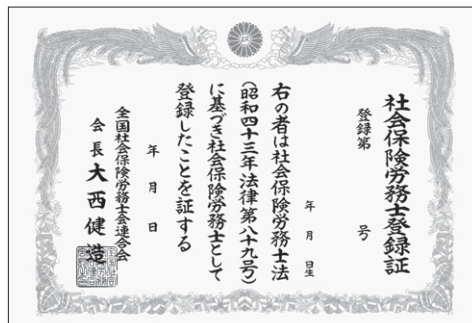 社会保険労務士登録証
登録第 号
年 月 日生
右の者は社会保険労務士法
(昭和四十三年法律第八十九号)
に基づき社会保険労務士として
登録したことを証する
年 月 日
全国社会保険労務士会連合会
会長 大西健造